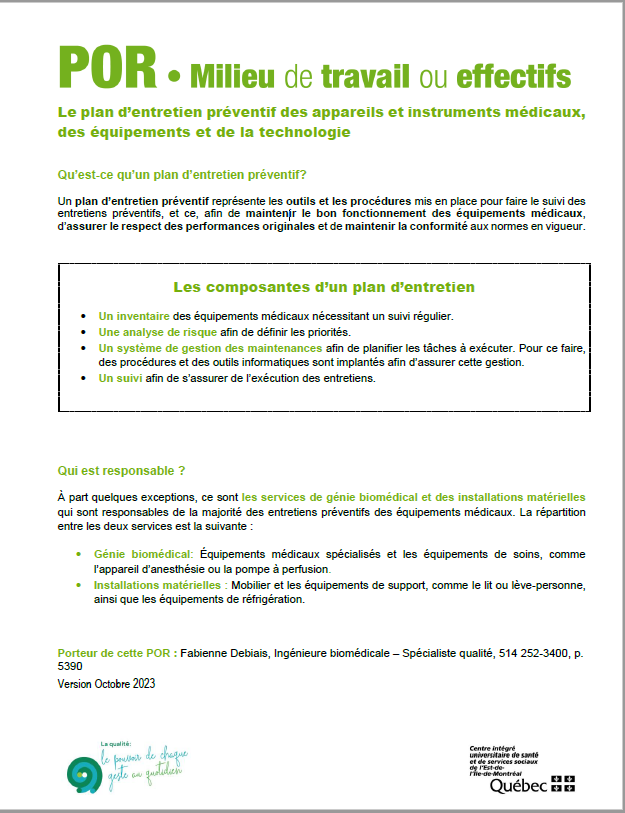 POR • Milieu de travail ou effectifs
Le plan d’entretien préventif des appareils et instruments médicaux,
des équipements et de la technologie
Qu’est-ce qu’un plan d’entretien préventif?
Un plan d’entretien préventif représente les outils et les procédures mis en place pour faire le suivi des
entretiens préventifs, et ce, afin de maintenir le bon fonctionnement des équipements médicaux,
d’assurer le respect des performances originales et de maintenir la conformité aux normes en vigueur.
Les composantes d’un plan d’entretien
• Un inventaire des équipements médicaux nécessitant un suivi régulier.
• Une analyse de risque afin de définir les priorités.
• Un système de gestion des maintenances afin de planifier les tâches à exécuter. Pour ce faire,
des procédures et des outils informatiques sont implantés afin d’assurer cette gestion.
• Un suivi afin de s’assurer de l’exécution des entretiens.
Qui est responsable ?
À part quelques exceptions, ce sont les services de génie biomédical et des installations matérielles
qui sont responsables de la majorité des entretiens préventifs des équipements médicaux. La répartition
entre les deux services est la suivante :
• Génie biomédical: Équipements médicaux spécialisés et les équipements de soins, comme
l’appareil d’anesthésie ou la pompe à perfusion.
• Installations matérielles : Mobilier et les équipements de support, comme le lit ou lève-personne,
ainsi que les équipements de réfrigération.
Porteur de cette POR : Fabienne Debiais, Ingénieure biomédicale – Spécialiste qualité, 514 252-3400, p.
5390
Version Octobre 2023
La qualité:
le pouvoir de chaque
geste au quotidien
Centre intégré
universitaire de santé
et de services sociaux
de l’Est-de-
l’Île-de-Montréal
Québec